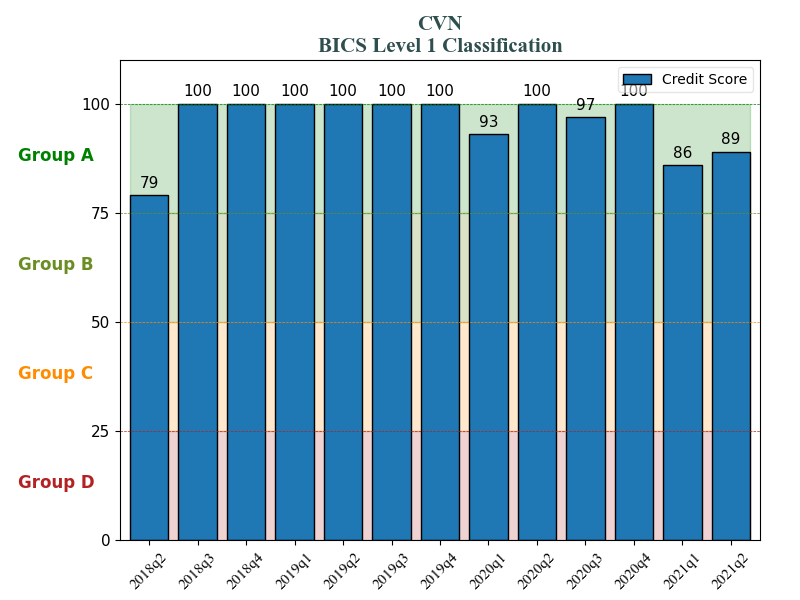 CVN
BICS Level 1 Classification
Credit Score
100 100 100 100 100 100 100 100
97
93
89
86
79
100
Group A
75
Group B
50
Group C
25
Group D
0
2018q2 2018q3 2018q4 2019q1 2019q2 2019q3 2019q4 2020q1 2020q2 2020q3 2020q4 2021q1 2021q2